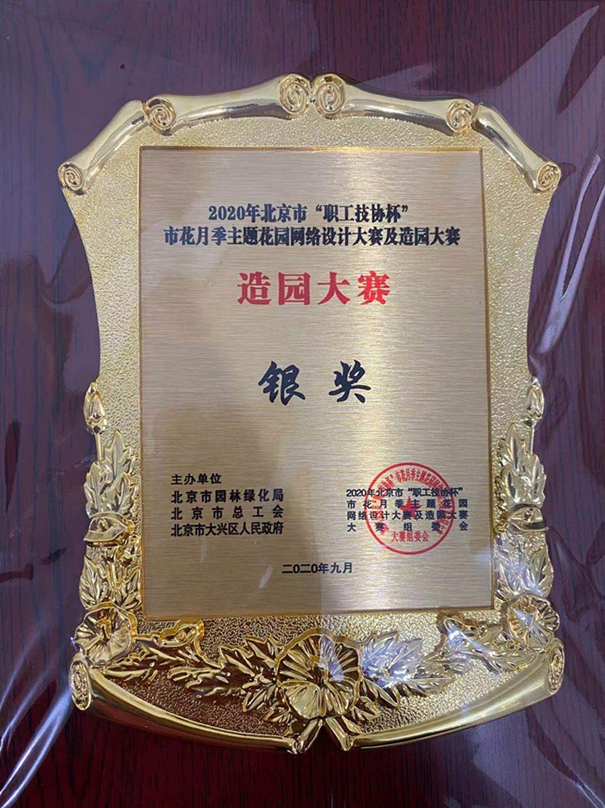 2020年北京市“职工技协杯”
市花月季主题花园网络设计大赛及造园大赛
造园大赛
银奖
主办单位
北京市园林绿化局
北京市总工会
北京市大兴区人民政府
2020年北京市“职工技协杯”
市花月季主题花园
网络设计大赛及造园大赛
大赛组委会
大赛组委会
二〇二〇年九月